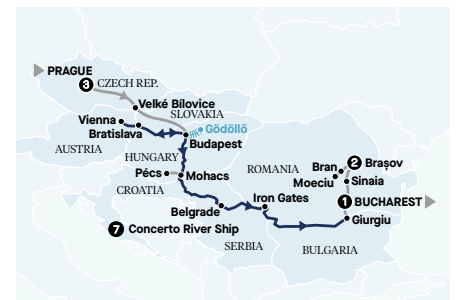 PRAGUE
3
CZECH REP.
Velké Bílovice
SLOVAKIA
Vienna
Gödöllő
Bratislava
Budapest
AUSTRIA
HUNGARY
ROMANIA
Bran
2
Brașov
Pécs
Mohacs
Moeciu
Sinaia
CROATIA
Iron Gates
1
BUCHAREST
Belgrade
Giurgiu
7
Concerto River Ship
SERBIA
BULGARIA